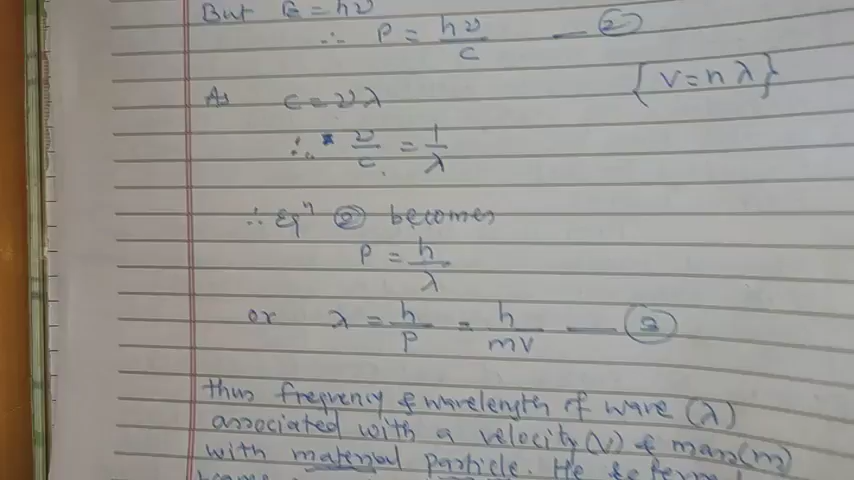 But E = hν
∴ P = hν/c — ②
{ v = n λ }
As c = νλ
∴ ν/c = 1/λ
∴ Eqⁿ ② becomes
P = h/λ
or λ = h/P = h/mv — ③
thus frequency & wavelength of wave (λ)
associated with a velocity (v) & mass (m)
with material particle. He